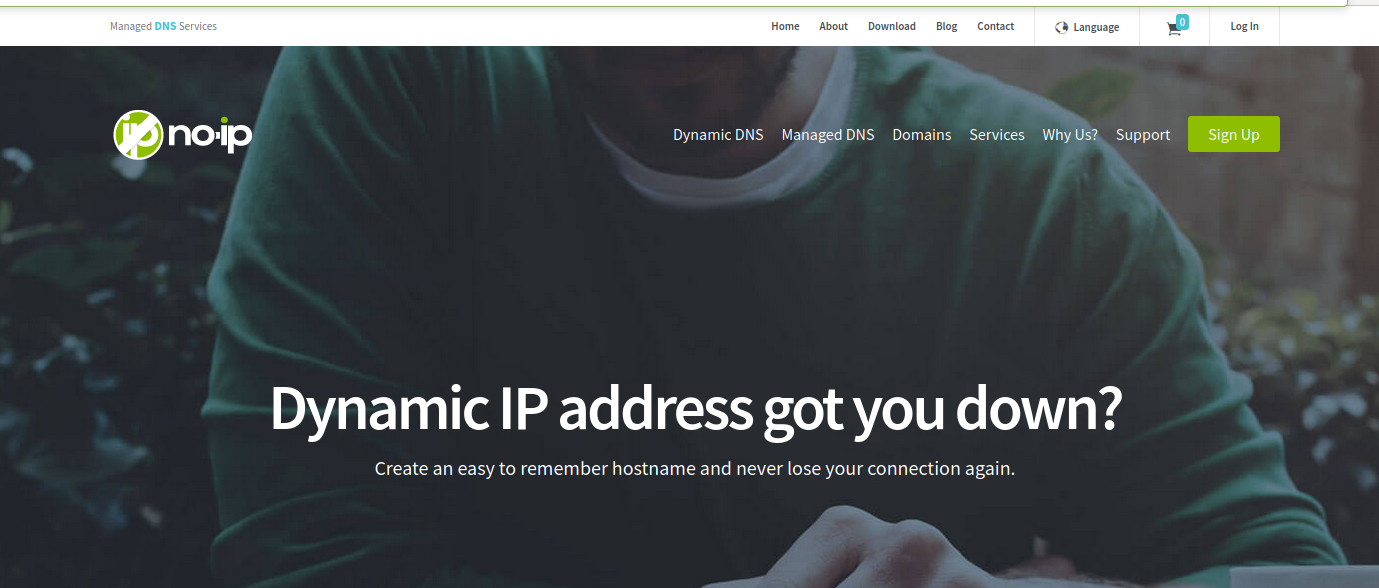 Managed DNS Services
Home About Download Blog Contact Language 0 Log In
ip no-ip
Dynamic DNS Managed DNS Domains Services Why Us? Support Sign Up
Dynamic IP address got you down?
Create an easy to remember hostname and never lose your connection again.